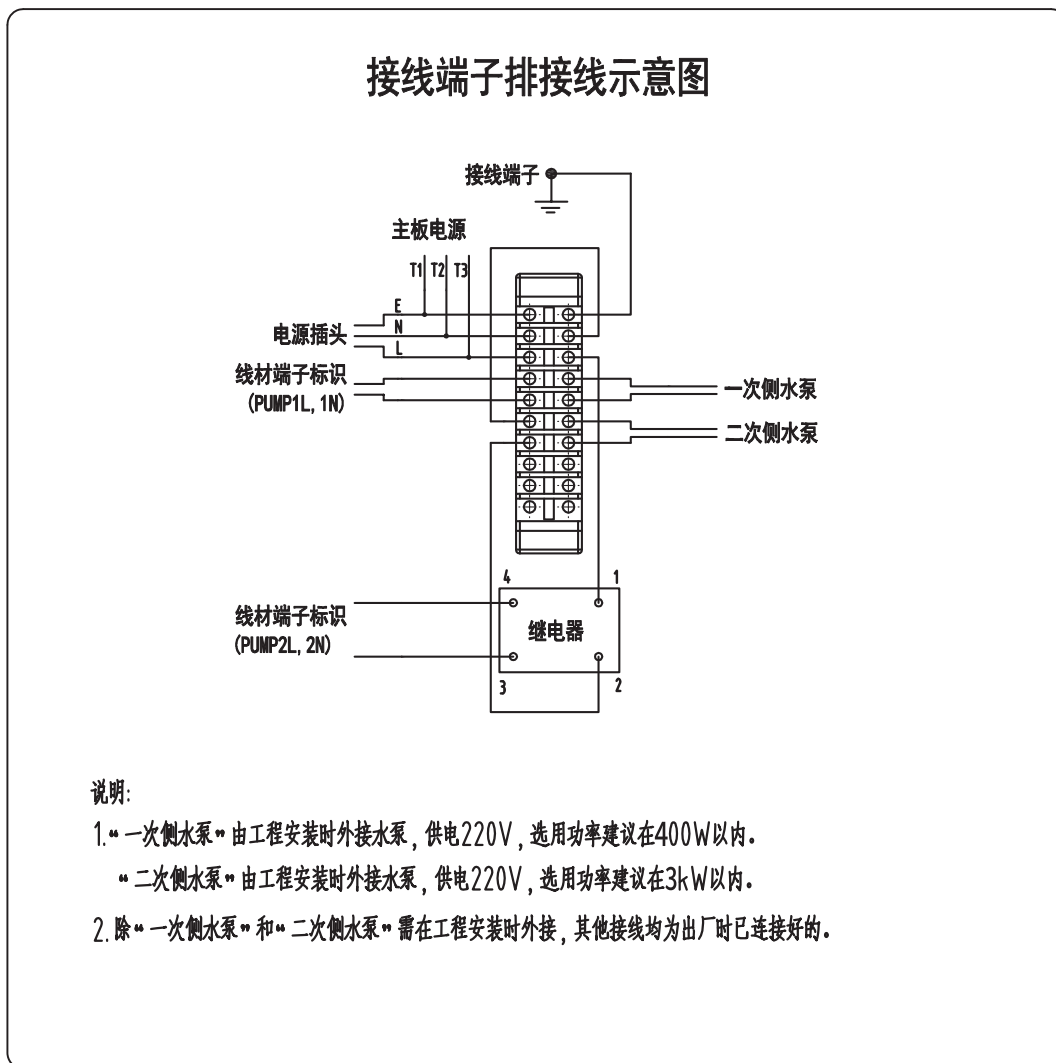 接线端子排接线示意图
接线端子
主板电源
T1 T2 T3
E
电源插头
N
L
线材端子标识
(PUMP1L, 1N)
一次侧水泵
二次侧水泵
4 1
线材端子标识
(PUMP2L, 2N)
继电器
3 2
说明:
1.“一次侧水泵”由工程安装时外接水泵,供电220V,选用功率建议在400W以内。
“二次侧水泵”由工程安装时外接水泵,供电220V,选用功率建议在3kW以内。
2.除“一次侧水泵”和“二次侧水泵”需在工程安装时外接,其他接线均为出厂时已连接好的。